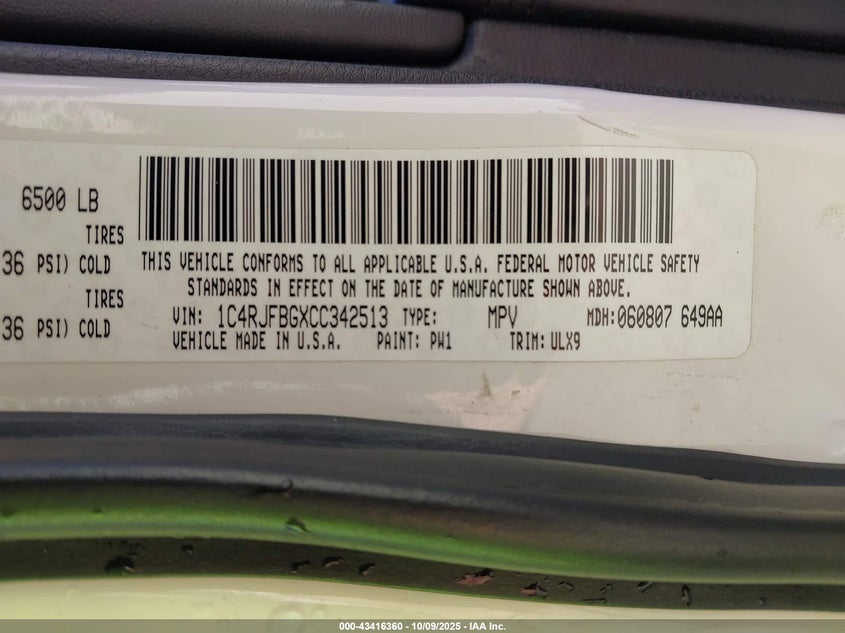 6500 LB
TIRES
36 PSI) COLD
TIRES
36 PSI) COLD
THIS VEHICLE CONFORMS TO ALL APPLICABLE U.S.A. FEDERAL MOTOR VEHICLE SAFETY
STANDARDS IN EFFECT ON THE DATE OF MANUFACTURE SHOWN ABOVE.
VIN: 1C4RJFBGXCC342513 TYPE: MPV MDH:060807 649AA
VEHICLE MADE IN U.S.A. PAINT: PW1 TRIM: ULX9
000-43416360 - 10/09/2025 - IAA Inc.